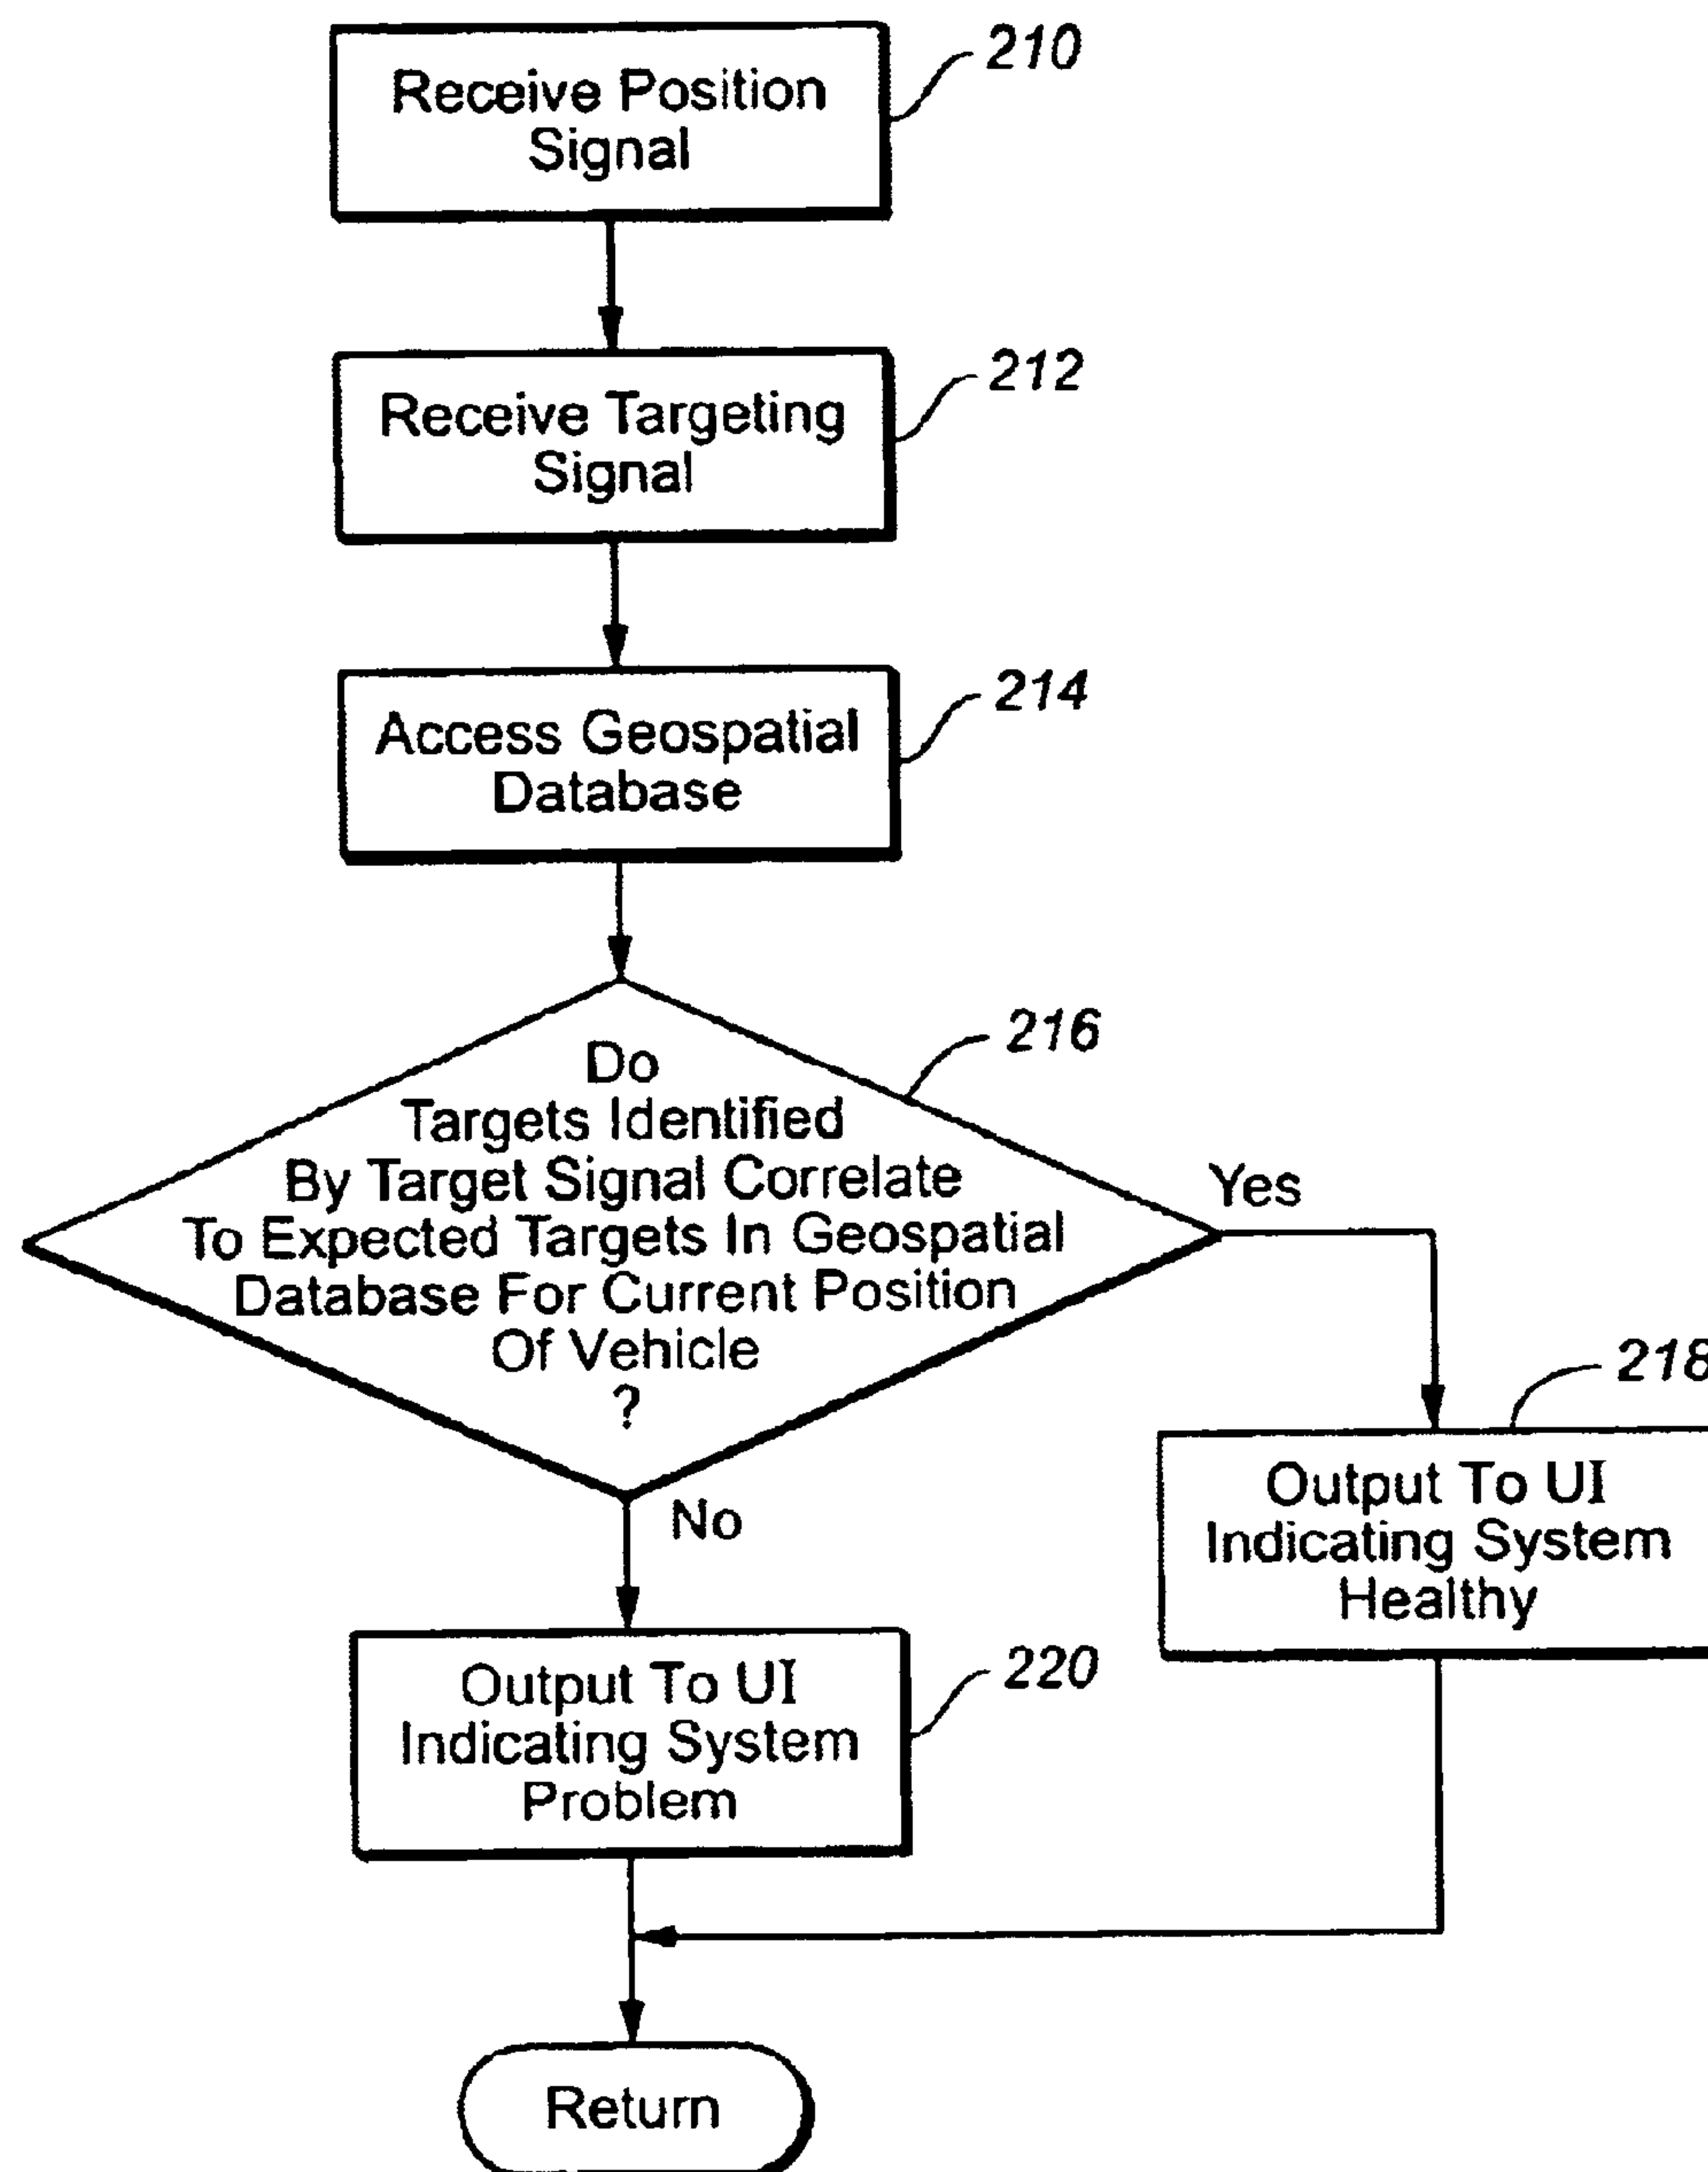 Receive Position
Signal
210
Receive Targeting
Signal
212
Access Geospatial
Database
214
Do
Targets Identified
By Target Signal Correlate
To Expected Targets In Geospatial
Database For Current Position
Of Vehicle
?
216
Yes
No
Output To UI
Indicating System
Healthy
218
Output To UI
Indicating System
Problem
220
Return